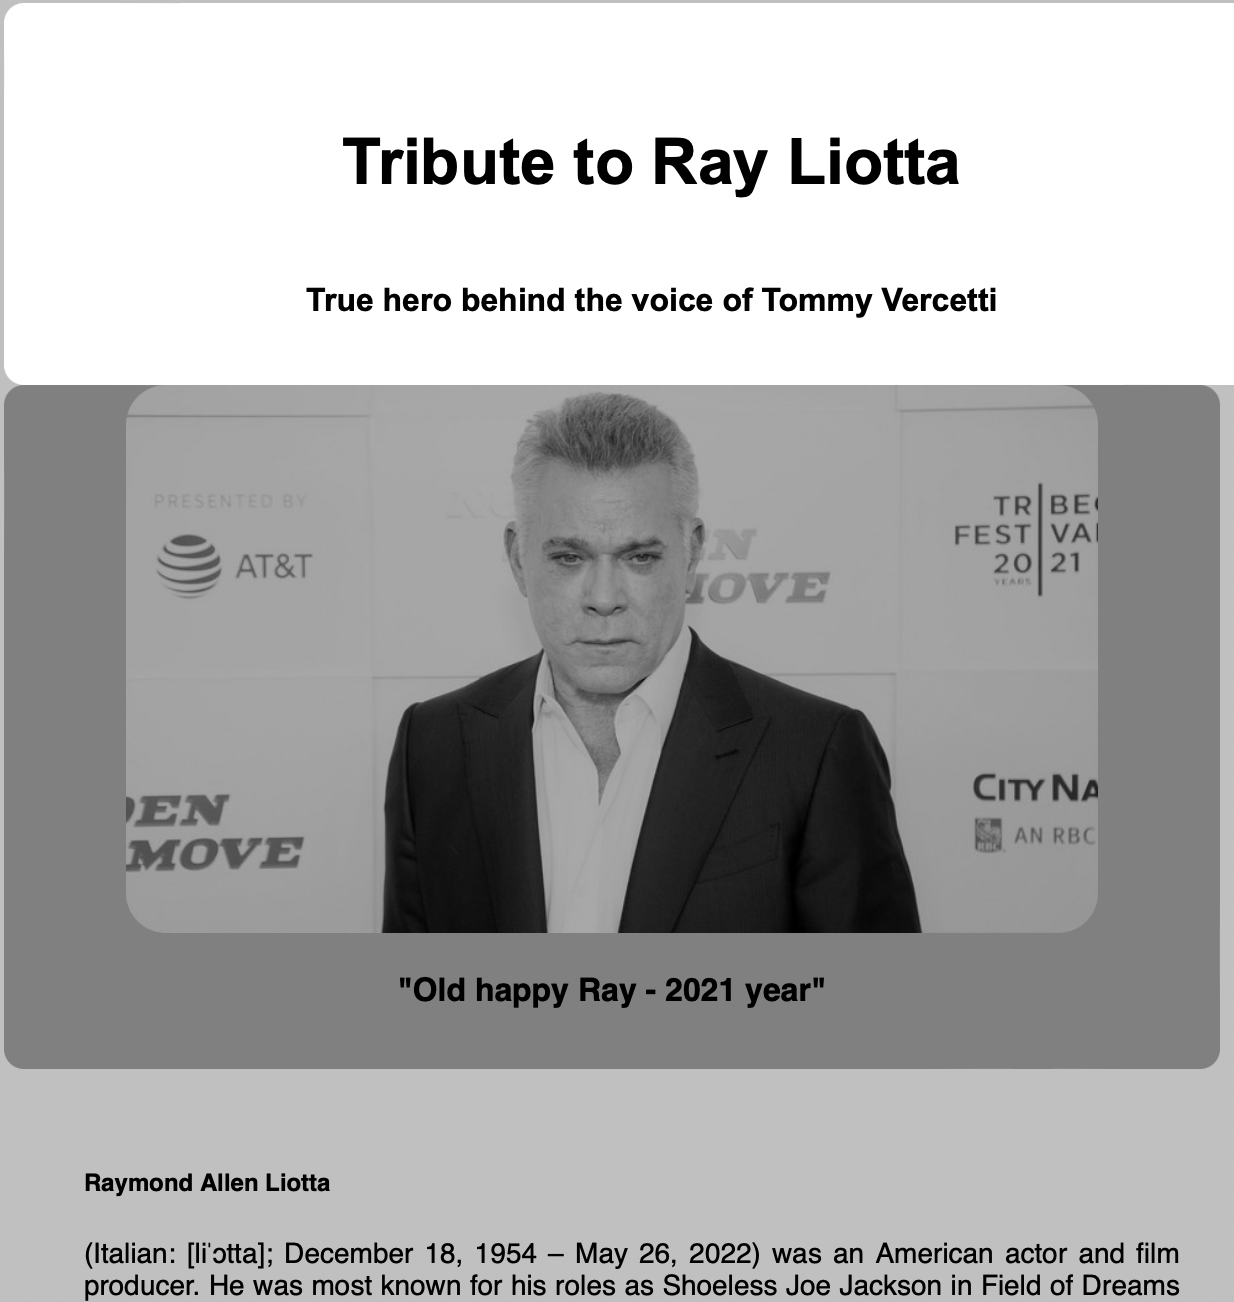 Tribute to Ray Liotta
True hero behind the voice of Tommy Vercetti
PRESENTED BY
AT&T
EN
MOVE
TR BE
FEST VA
20 21
YEARS
DEN
MOVE
CITY NA
RBC
AN RBC
"Old happy Ray - 2021 year"
Raymond Allen Liotta
(Italian: [liˈɔtta]; December 18, 1954 – May 26, 2022) was an American actor and film
producer. He was most known for his roles as Shoeless Joe Jackson in Field of Dreams